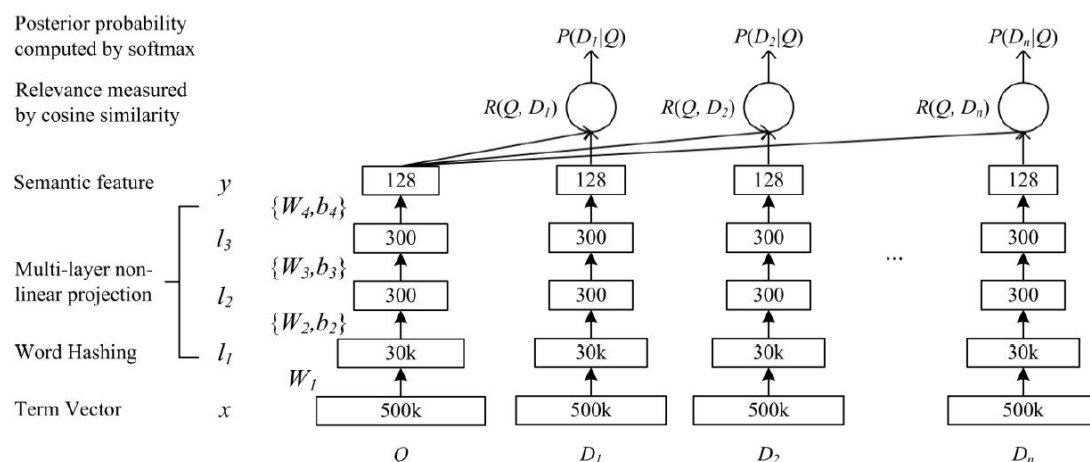 Posterior probability
computed by softmax
P(D₁|Q)
P(D₂|Q)
P(Dₙ|Q)
Relevance measured
by cosine similarity
R(Q, D₁)
R(Q, D₂)
R(Q, Dₙ)
Semantic feature
y
128
128
128
128
{W₄,b₄}
l₃
300
300
300
300
...
Multi-layer non-
linear projection
{W₃,b₃}
l₂
300
300
300
300
{W₂,b₂}
Word Hashing
l₁
30k
30k
30k
30k
W₁
Term Vector
x
500k
500k
500k
500k
Q
D₁
D₂
Dₙ